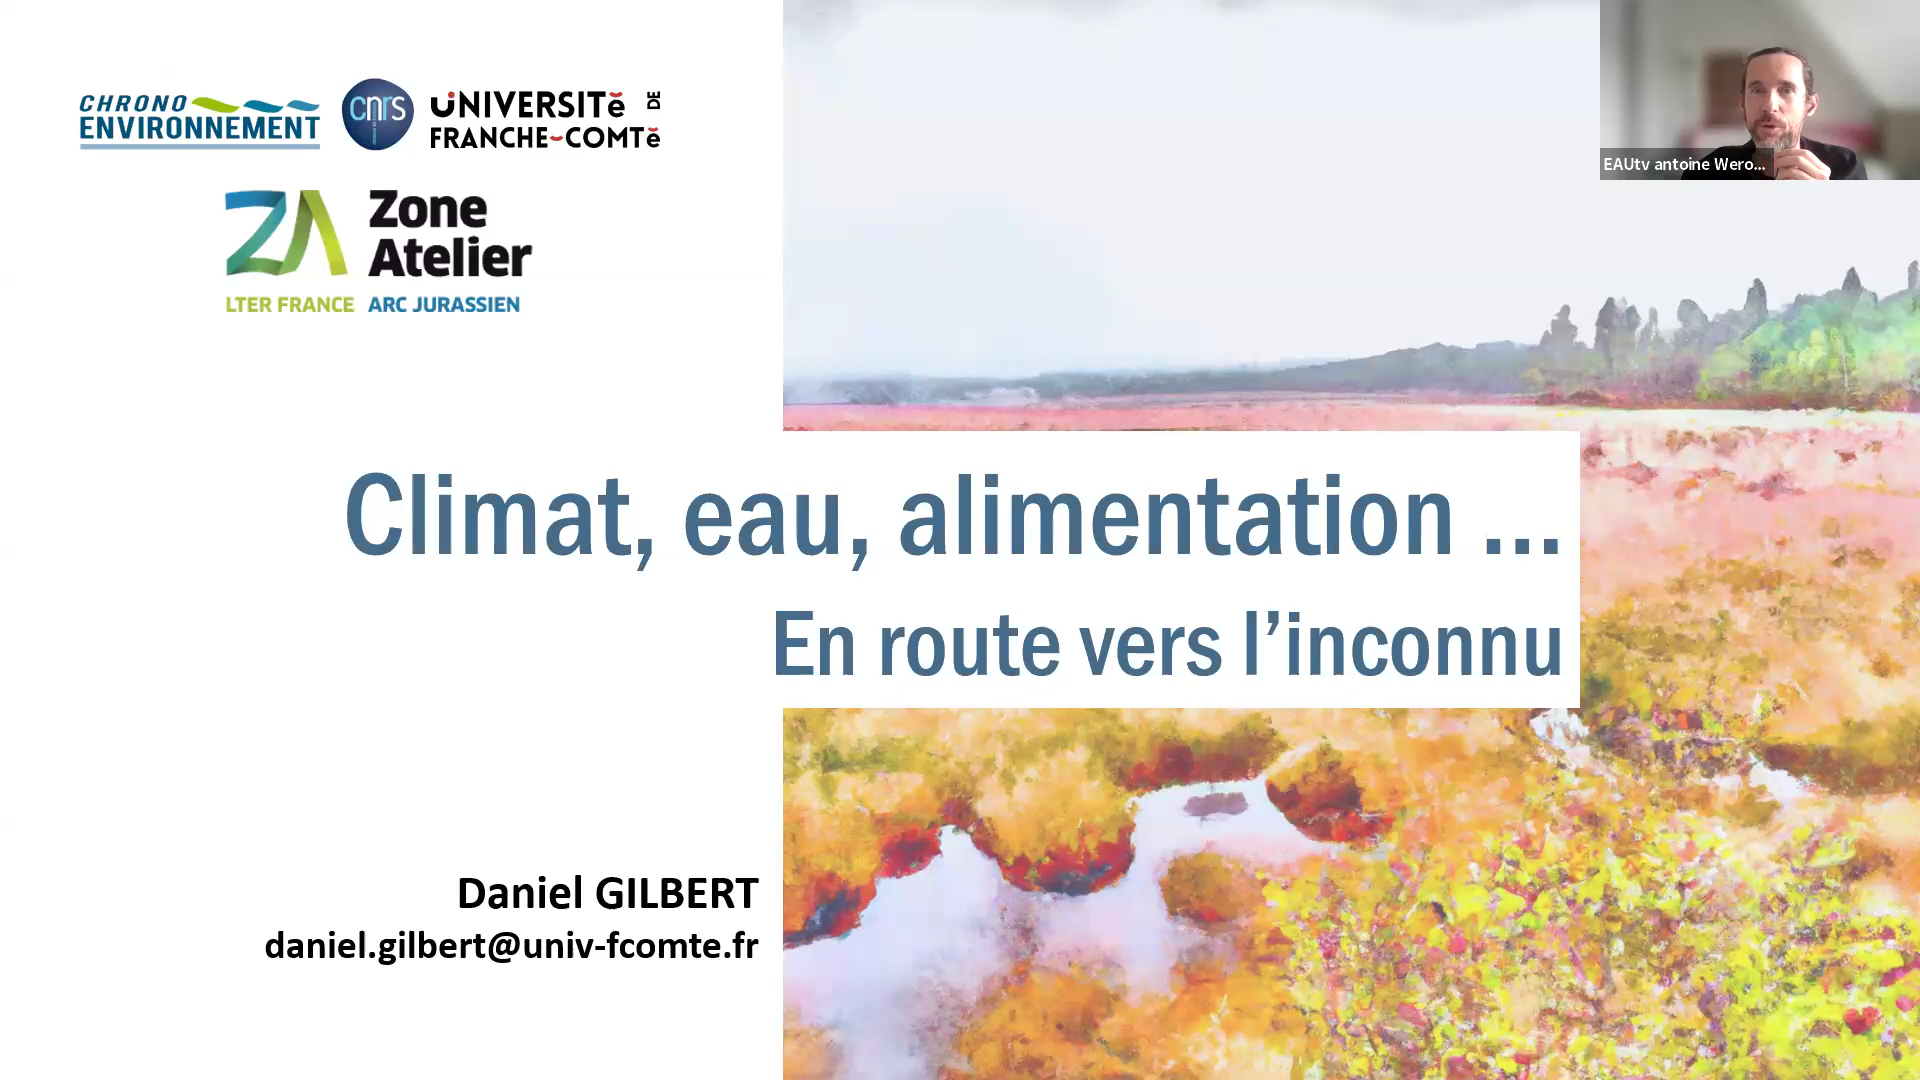 CHRONO
ENVIRONNEMENT
cnrs
UNIVERSITé DE
FRANCHE-COMTé
ZA Zone
Atelier
LTER FRANCE ARC JURASSIEN
EAUtv antoine Wero...
Climat, eau, alimentation ...
En route vers l’inconnu
Daniel GILBERT
daniel.gilbert@univ-fcomte.fr